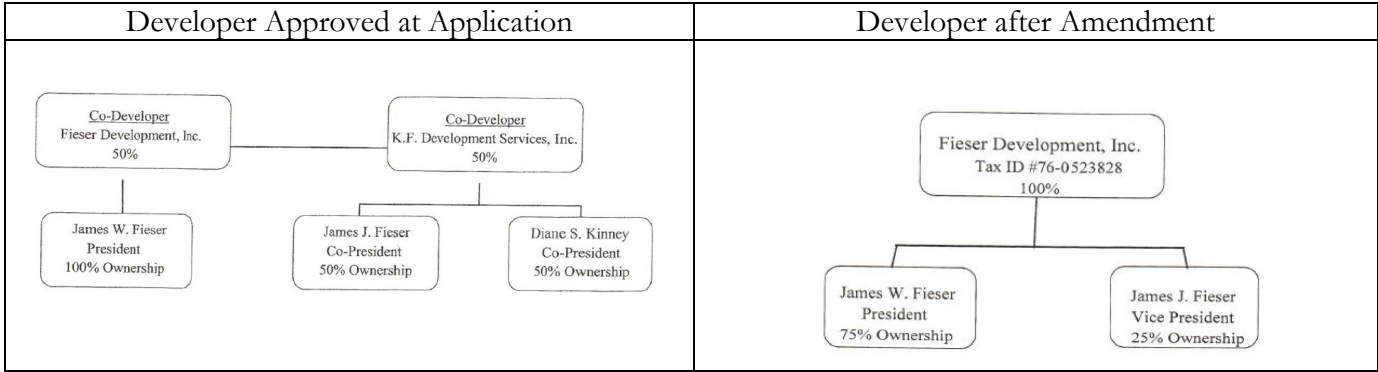 Developer Approved at Application
Developer after Amendment
Co-Developer
Fieser Development, Inc.
50%
Co-Developer
K.F. Development Services, Inc.
50%
James W. Fieser
President
100% Ownership
James J. Fieser
Co-President
50% Ownership
Diane S. Kinney
Co-President
50% Ownership
Fieser Development, Inc.
Tax ID #76-0523828
100%
James W. Fieser
President
75% Ownership
James J. Fieser
Vice President
25% Ownership